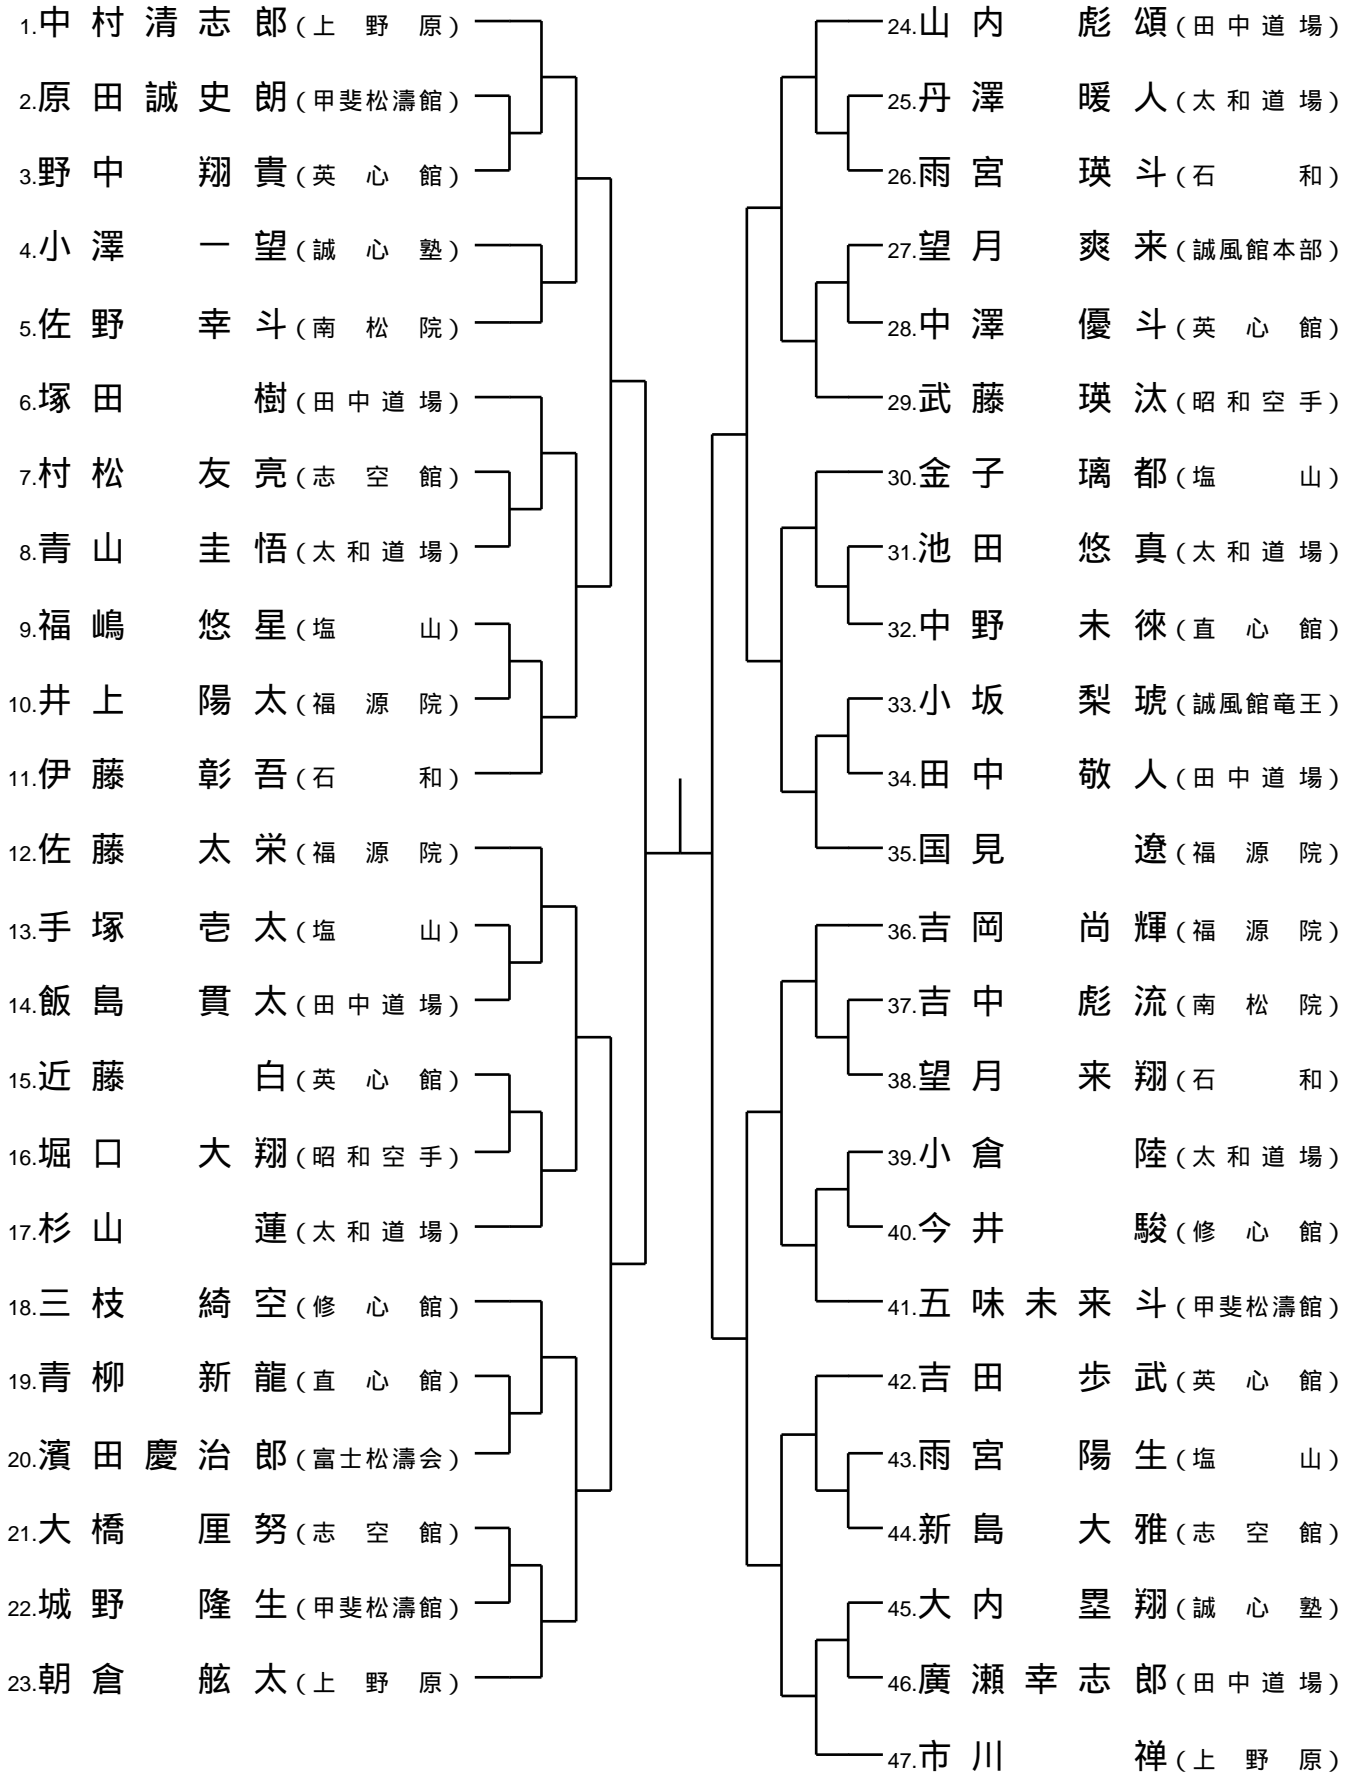 1.中村清志郎(上野原)
2.原田誠史朗(甲斐松濤館)
3.野中翔貴(英心館)
4.小澤一望(誠心塾)
5.佐野幸斗(南松院)
6.塚田樹(田中道場)
7.村松友亮(志空館)
8.青山圭悟(太和道場)
9.福嶋悠星(塩山)
10.井上陽太(福源院)
11.伊藤彰吾(石和)
12.佐藤太栄(福源院)
13.手塚壱太(塩山)
14.飯島貫太(田中道場)
15.近藤白(英心館)
16.堀口大翔(昭和空手)
17.杉山蓮(太和道場)
18.三枝綺空(修心館)
19.青柳新龍(直心館)
20.濱田慶治郎(富士松濤会)
21.大橋厘努(志空館)
22.城野隆生(甲斐松濤館)
23.朝倉舷太(上野原)
24.山内彪頌(田中道場)
25.丹澤暖人(太和道場)
26.雨宮瑛斗(石和)
27.望月爽来(誠風館本部)
28.中澤優斗(英心館)
29.武藤瑛汰(昭和空手)
30.金子璃都(塩山)
31.池田悠真(太和道場)
32.中野未徠(直心館)
33.小坂梨琥(誠風館竜王)
34.田中敬人(田中道場)
35.国見遼(福源院)
36.吉岡尚輝(福源院)
37.吉中彪流(南松院)
38.望月来翔(石和)
39.小倉陸(太和道場)
40.今井駿(修心館)
41.五味未来斗(甲斐松濤館)
42.吉田歩武(英心館)
43.雨宮陽生(塩山)
44.新島大雅(志空館)
45.大内塁翔(誠心塾)
46.廣瀬幸志郎(田中道場)
47.市川禅(上野原)